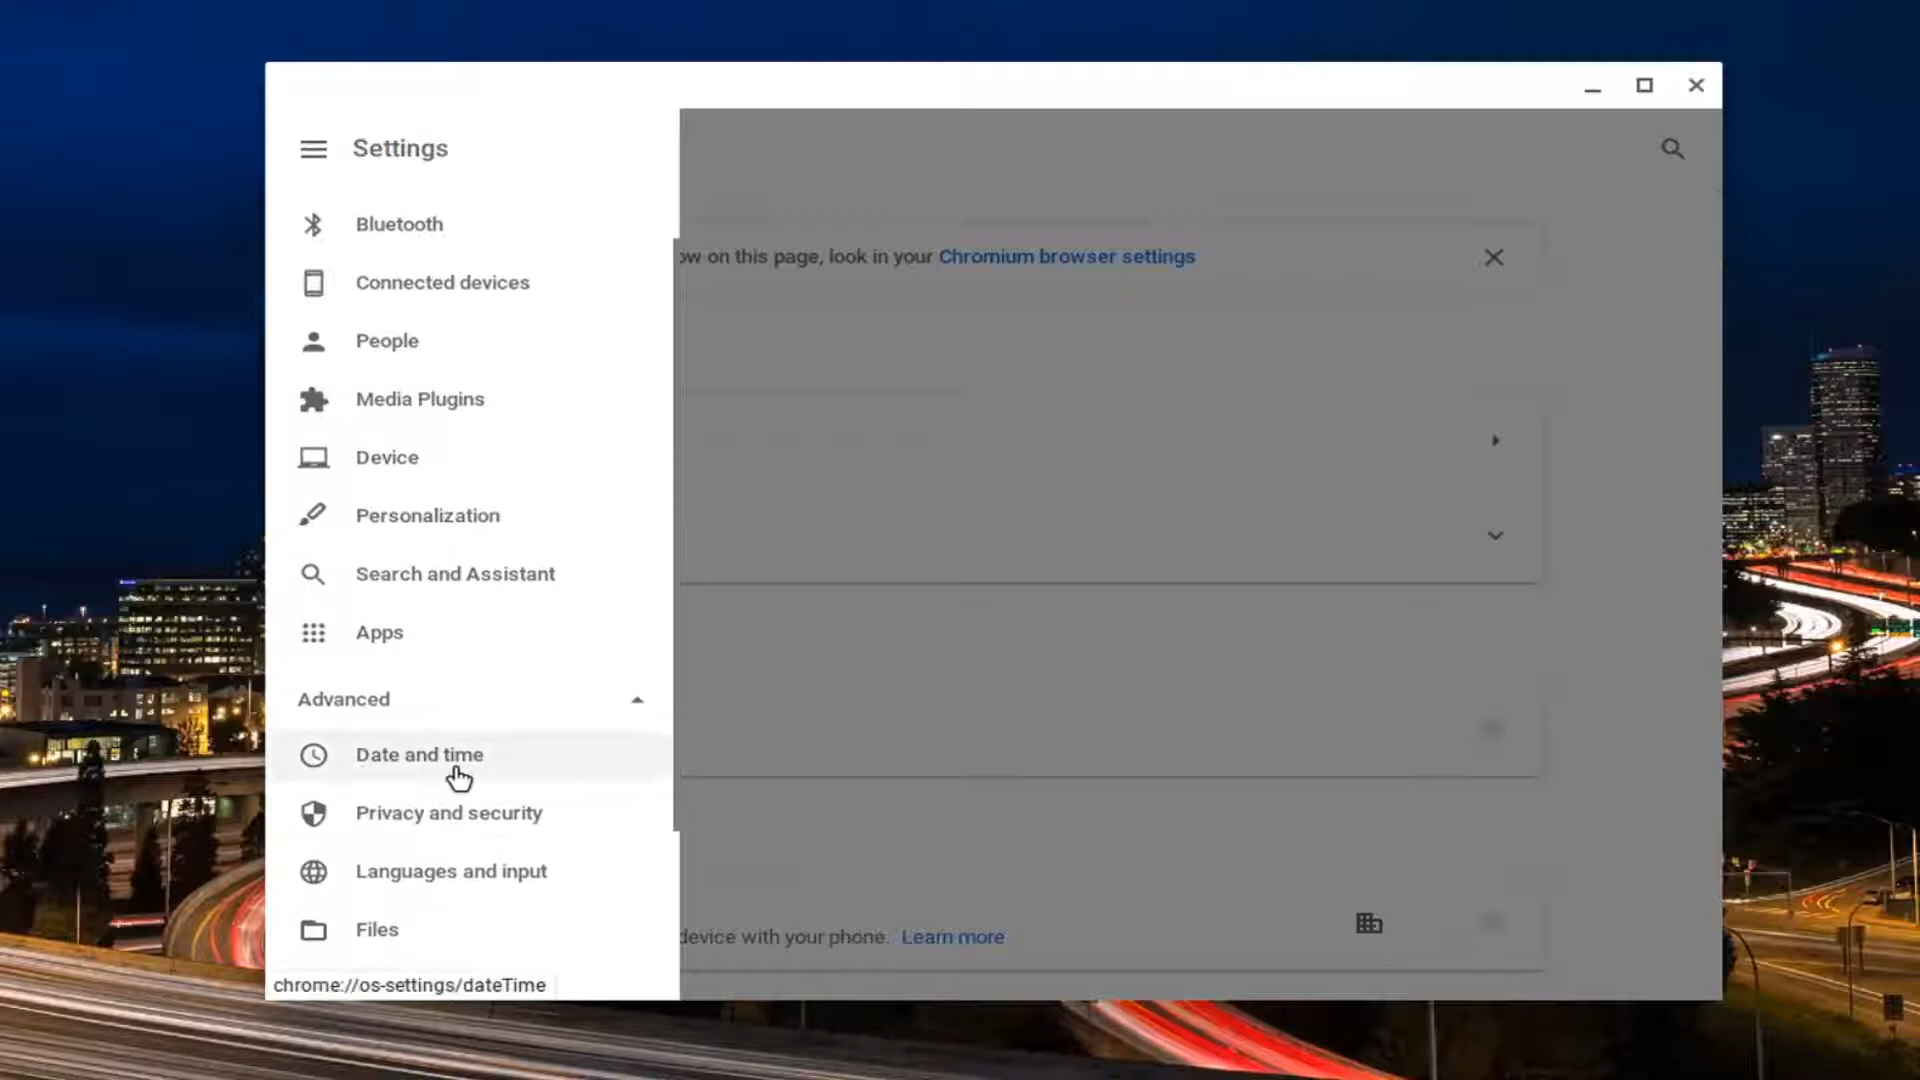 Settings
Bluetooth
Connected devices
People
Media Plugins
Device
Personalization
Search and Assistant
Apps
Advanced
Date and time
Privacy and security
Languages and input
Files
chrome://os-settings/dateTime
on this page, look in your Chromium browser settings
device with your phone. Learn more